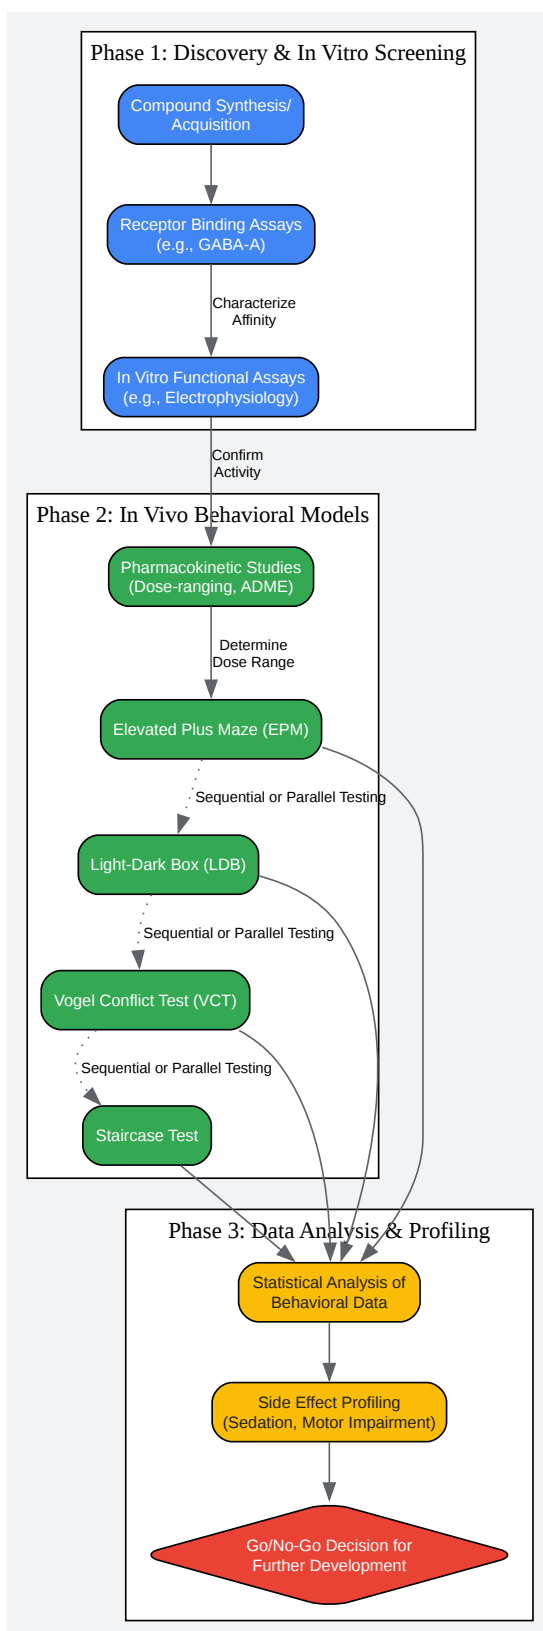 Phase 1: Discovery & In Vitro Screening
Compound Synthesis/
Acquisition
Receptor Binding Assays
(e.g., GABA-A)
Characterize
Affinity
In Vitro Functional Assays
(e.g., Electrophysiology)
Confirm
Activity
Phase 2: In Vivo Behavioral Models
Pharmacokinetic Studies
(Dose-ranging, ADME)
Determine
Dose Range
Elevated Plus Maze (EPM)
Sequential or Parallel Testing
Light-Dark Box (LDB)
Sequential or Parallel Testing
Vogel Conflict Test (VCT)
Sequential or Parallel Testing
Staircase Test
Phase 3: Data Analysis & Profiling
Statistical Analysis of
Behavioral Data
Side Effect Profiling
(Sedation, Motor Impairment)
Go/No-Go Decision for
Further Development